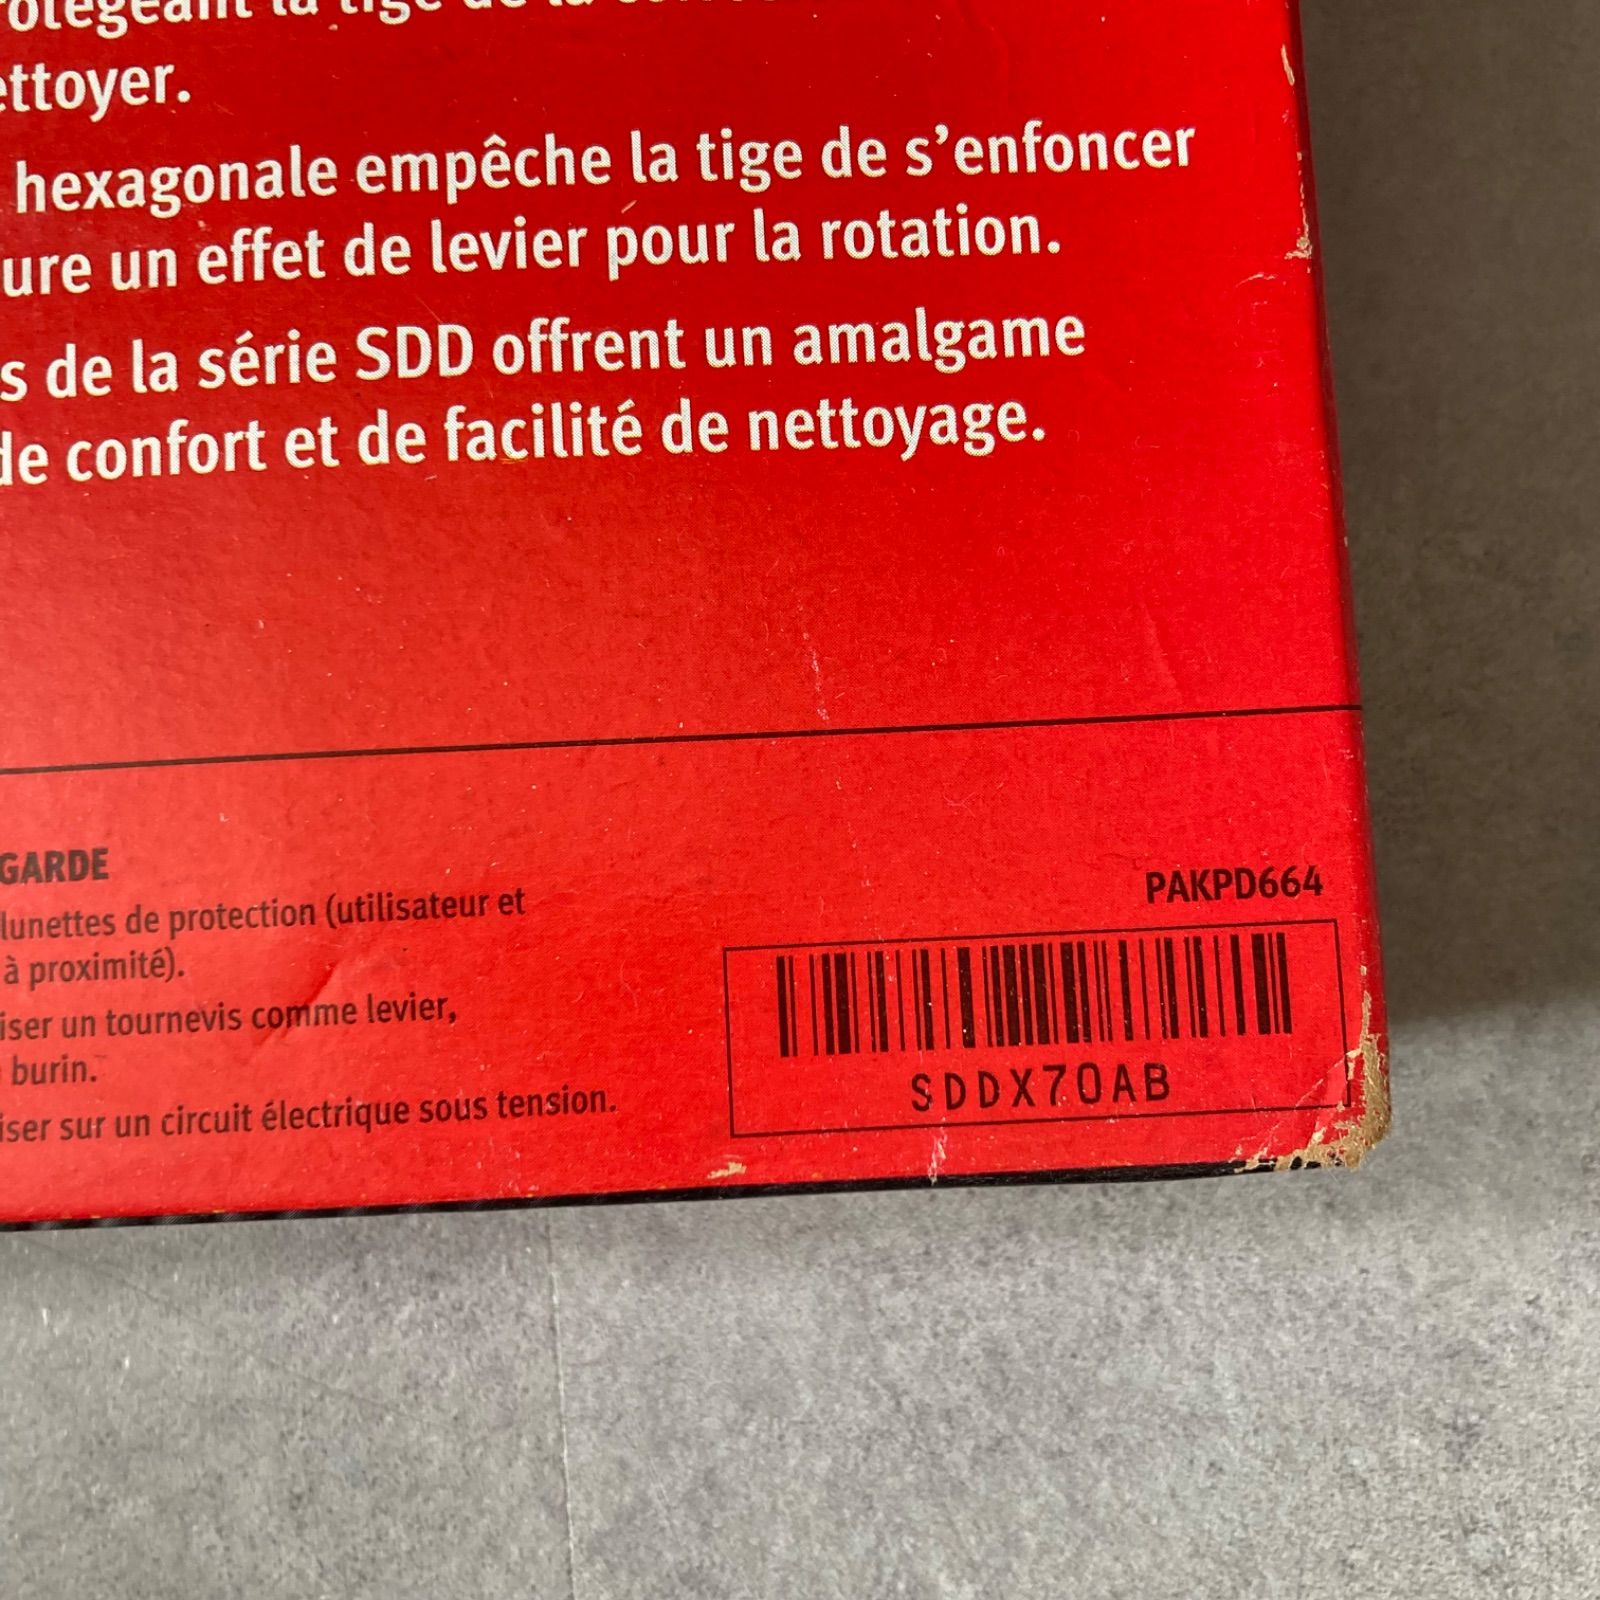 la tige de la
ettoyer.
hexagonale empêche la tige de s’enfoncer
ure un effet de levier pour la rotation.
s de la série SDD offrent un amalgame
de confort et de facilité de nettoyage.
GARDE
lunettes de protection (utilisateur et
à proximité).
iser un tournevis comme levier,
burin.
iser sur un circuit électrique sous tension.
PAKPD664
SDDX70AB